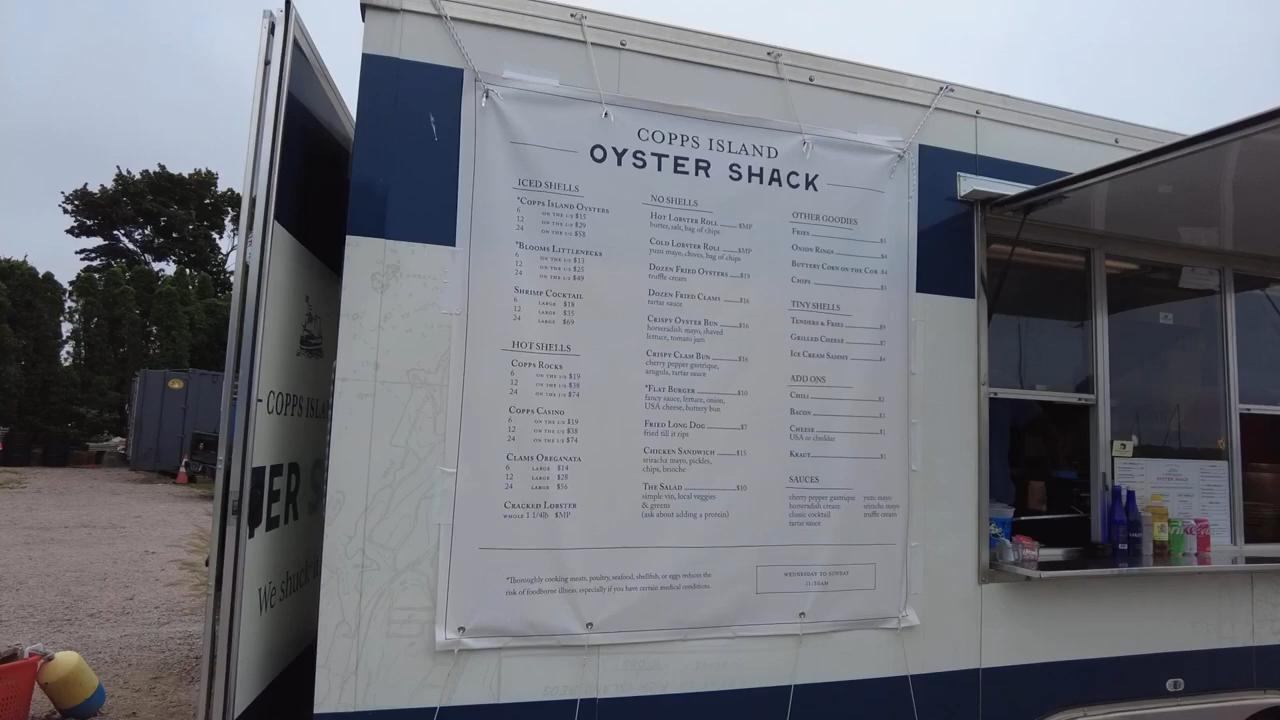 COPPS ISLAND
OYSTER SHACK
ICED SHELLS
*COPPS ISLAND OYSTERS
6 ON THE 1/2 $15
12 ON THE 1/2 $29
24 ON THE 1/2 $58
*BLOOMS LITTLENECKS
6 ON THE 1/2 $13
12 ON THE 1/2 $25
24 ON THE 1/2 $49
SHRIMP COCKTAIL
6 LARGE $18
12 LARGE $35
24 LARGE $69
HOT SHELLS
COPPS ROCKS
6 ON THE 1/2 $19
12 ON THE 1/2 $38
24 ON THE 1/2 $74
COPPS CASINO
6 ON THE 1/2 $19
12 ON THE 1/2 $38
24 ON THE 1/2 $74
CLAMS OREGANATA
6 LARGE $14
12 LARGE $28
24 LARGE $56
CRACKED LOBSTER
WHOLE 1 1/4lb $MP
NO SHELLS
HOT LOBSTER ROLL $MP
butter, salt, bag of chips
COLD LOBSTER ROLL $MP
yuzu mayo, chives, bag of chips
DOZEN FRIED OYSTERS $19
truffle cream
DOZEN FRIED CLAMS $16
tartar sauce
CRISPY OYSTER BUN $16
horseradish mayo, shaved
lettuce, tomato jam
CRISPY CLAM BUN $16
cherry pepper gastrique,
arugula, tartar sauce
*FLAT BURGER $10
fancy sauce, lettuce, onion,
USA cheese, buttery bun
FRIED LONG DOG $7
fried till it rips
CHICKEN SANDWICH $15
sriracha mayo, pickles,
chips, brioche
THE SALAD $10
simple vin, local veggies
& greens
(ask about adding a protein)
OTHER GOODIES
FRIES $5
ONION RINGS $4
BUTTERY CORN ON THE COB $4
CHIPS $3
TINY SHELLS
TENDERS & FRIES $9
GRILLED CHEESE $7
ICE CREAM SAMMY $4
ADD ONS
CHILI $2
BACON $3
CHEESE $1
USA or cheddar
KRAUT $1
SAUCES
cherry pepper gastrique yuzu mayo
horseradish cream sriracha mayo
classic cocktail truffle cream
tartar sauce
*Thoroughly cooking meats, poultry, seafood, shellfish, or eggs reduces the
risk of foodborne illness, especially if you have certain medical conditions.
WEDNESDAY TO SUNDAY
11:30AM
COPPS ISLA
ER S
We shuck
OYSTER SHACK